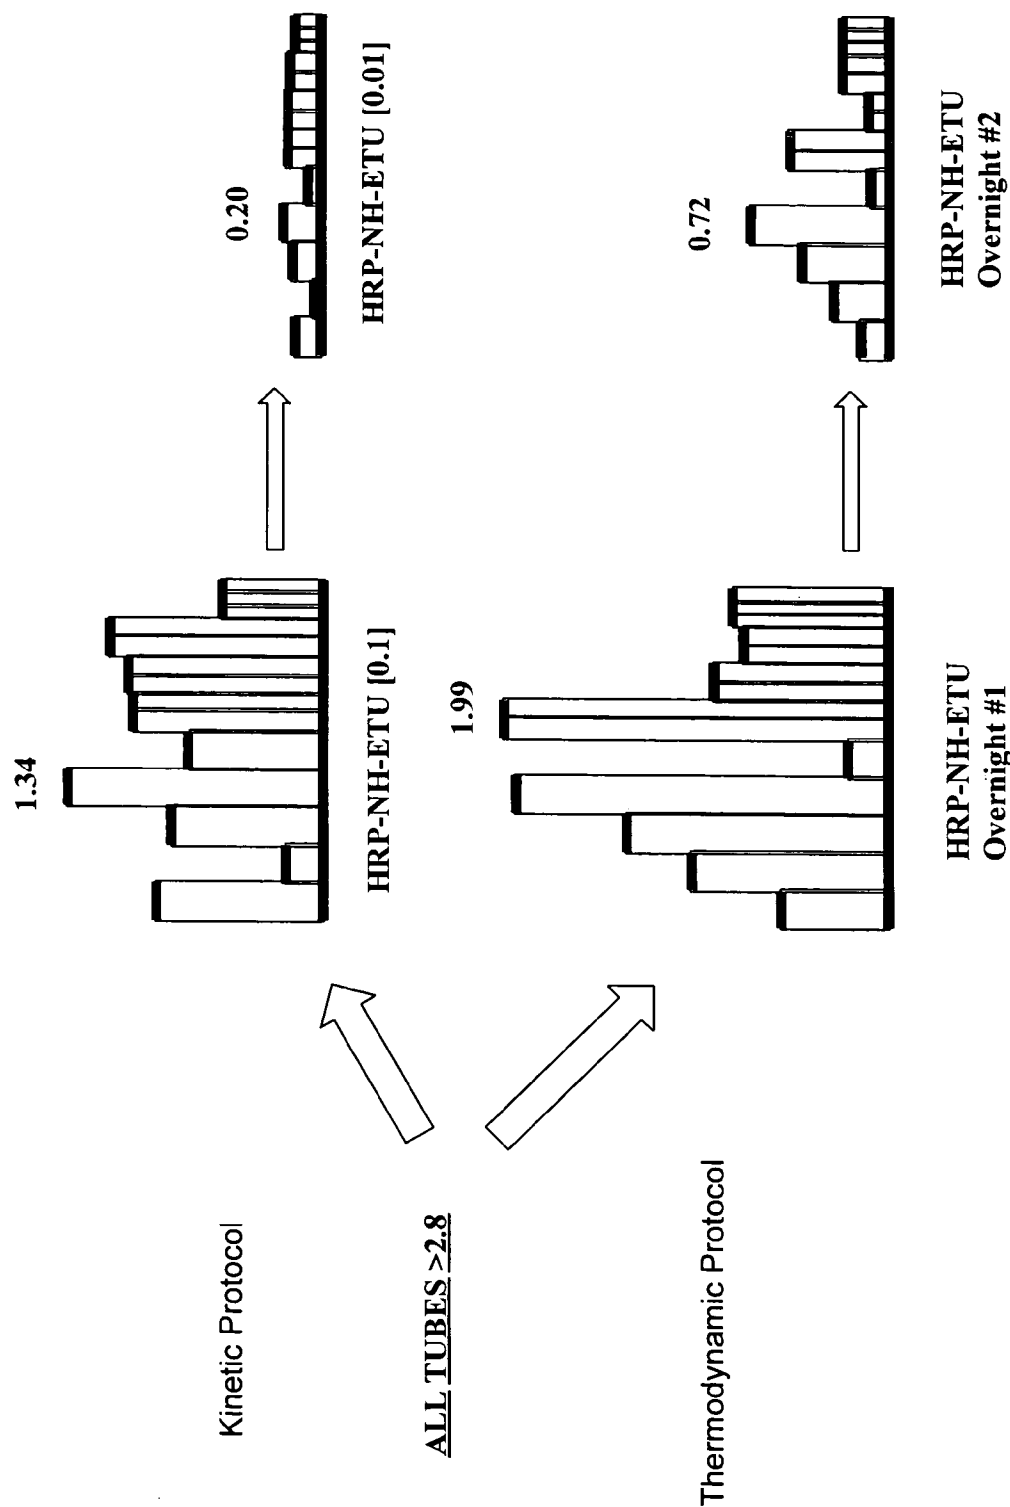 Kinetic Protocol
1.34
HRP-NH-ETU [0.1]
0.20
HRP-NH-ETU [0.01]
ALL TUBES >2.8
Thermodynamic Protocol
1.99
HRP-NH-ETU
Overnight #1
0.72
HRP-NH-ETU
Overnight #2